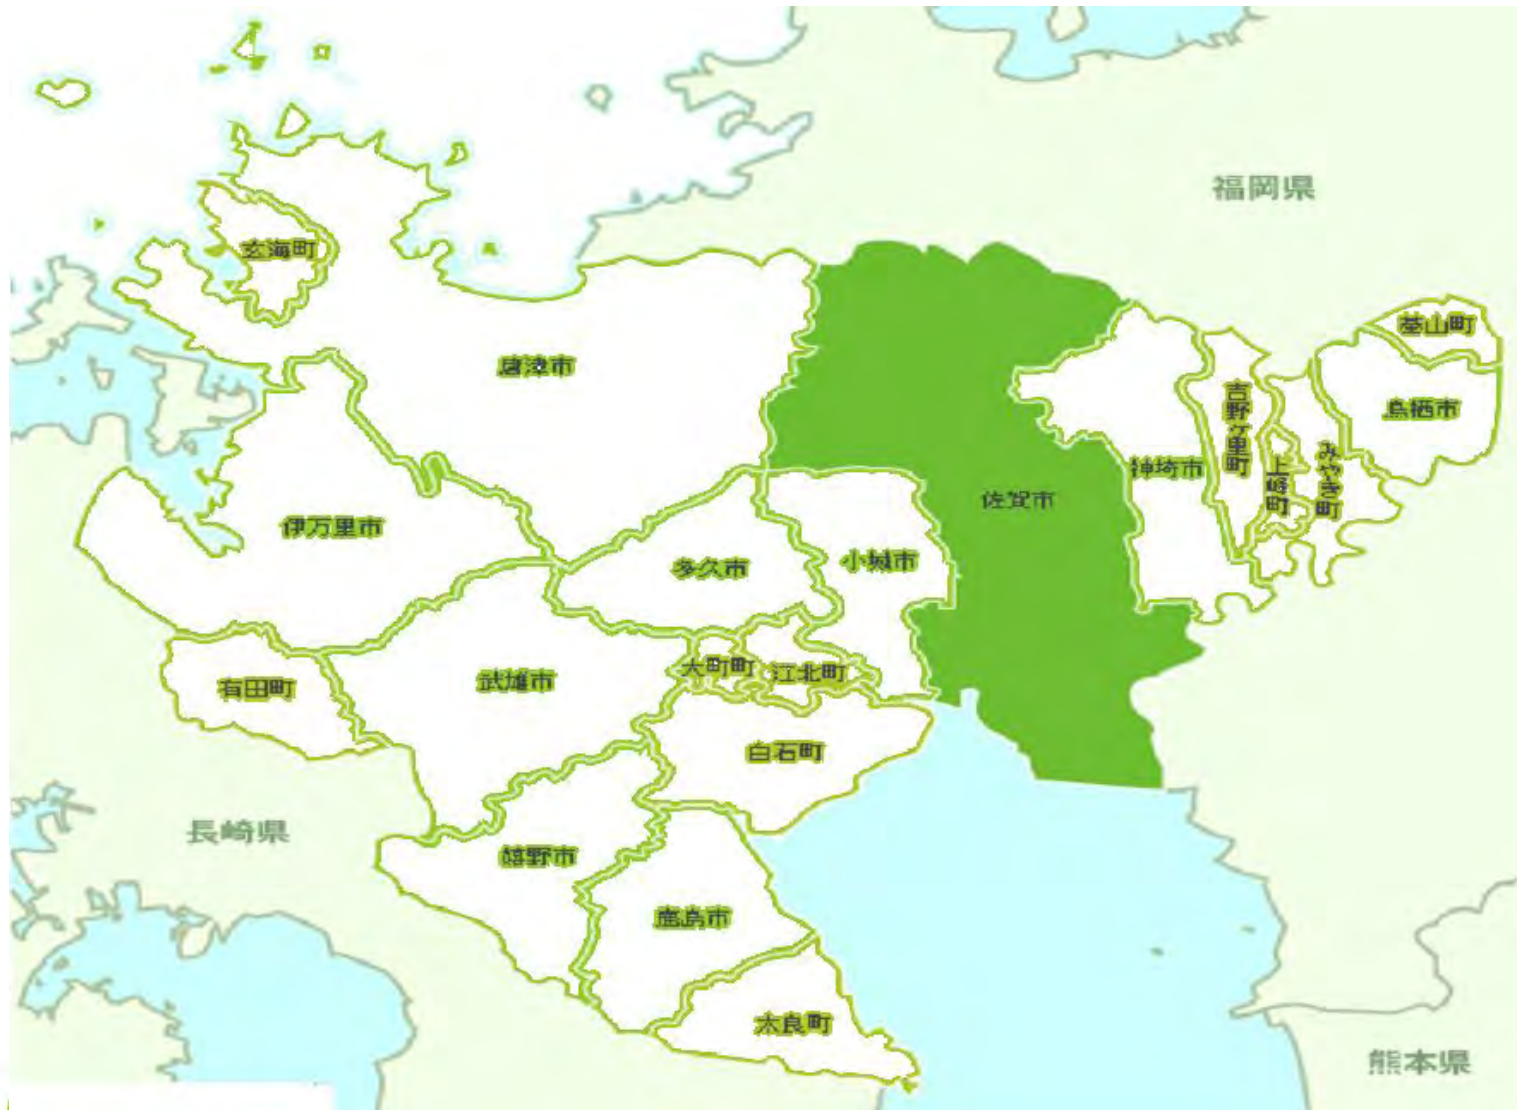 福岡県
玄海町
基山町
唐津市
鳥栖市
吉野ヶ里町
神埼市
上峰町
みやき町
佐賀市
伊万里市
多久市
小城市
大町町
江北町
有田町
武雄市
白石町
長崎県
嬉野市
鹿島市
太良町
熊本県